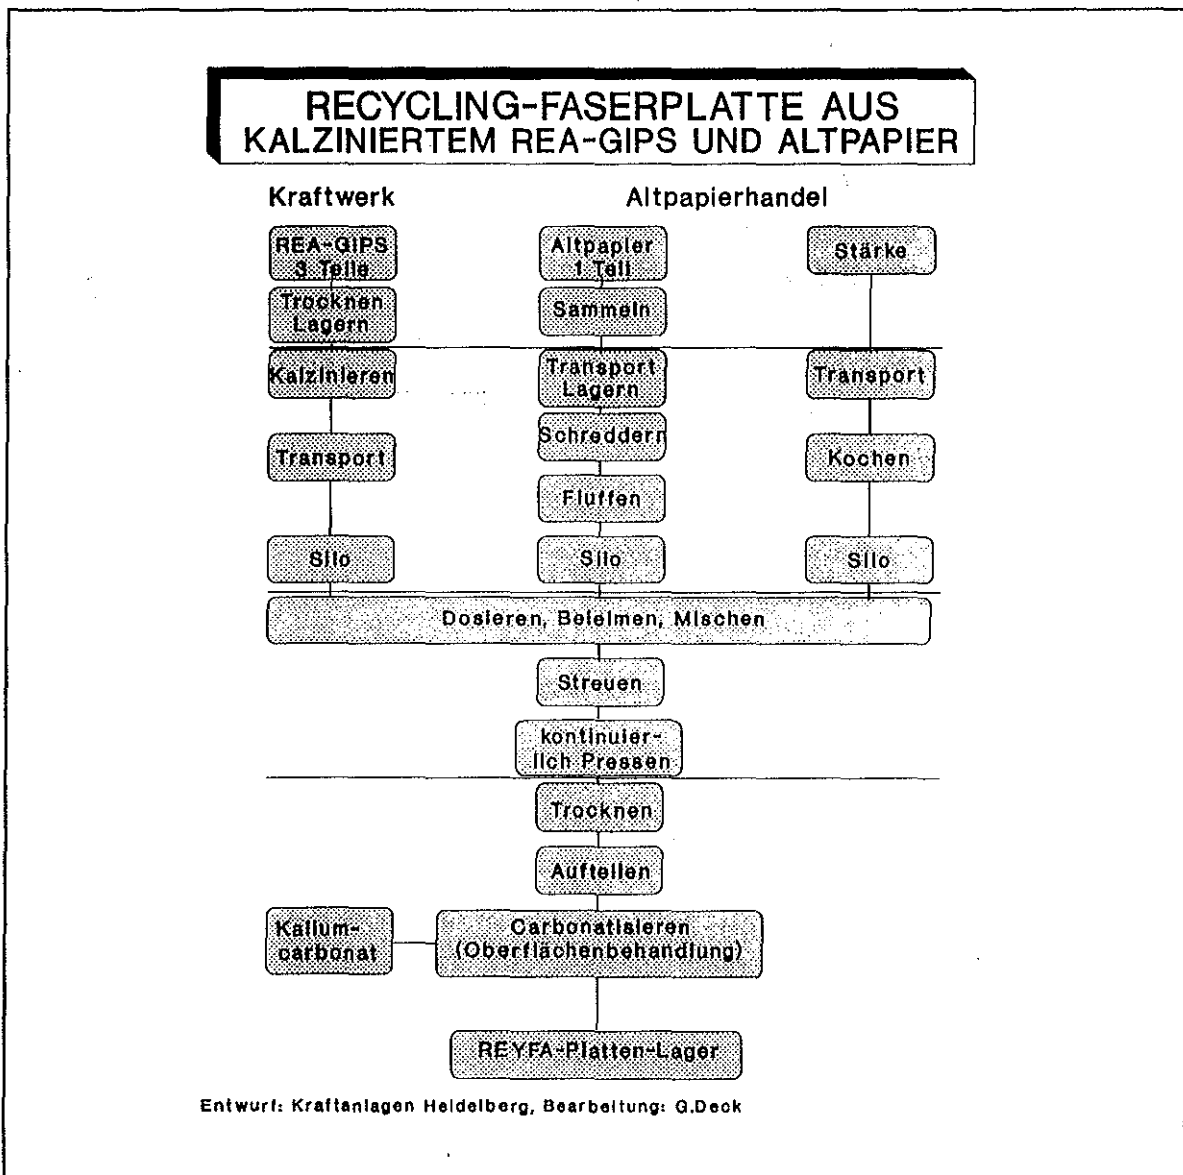 RECYCLING-FASERPLATTE AUS
KALZINIERTEM REA-GIPS UND ALTPAPIER
Kraftwerk
Altpapierhandel
REA-GIPS
3 Teile
Trocknen
Lagern
Kalzinieren
Transport
Silo
Altpapier
1 Teil
Sammeln
Transport
Lagern
Schreddern
Fluffen
Silo
Stärke
Transport
Kochen
Silo
Dosieren, Beleimen, Mischen
Streuen
kontinuier-
lich Pressen
Trocknen
Aufteilen
Kalium-
carbonat
Carbonatisieren
(Oberflächenbehandlung)
REYFA-Platten-Lager
Entwurf: Kraftanlagen Heidelberg, Bearbeitung: G.Deck